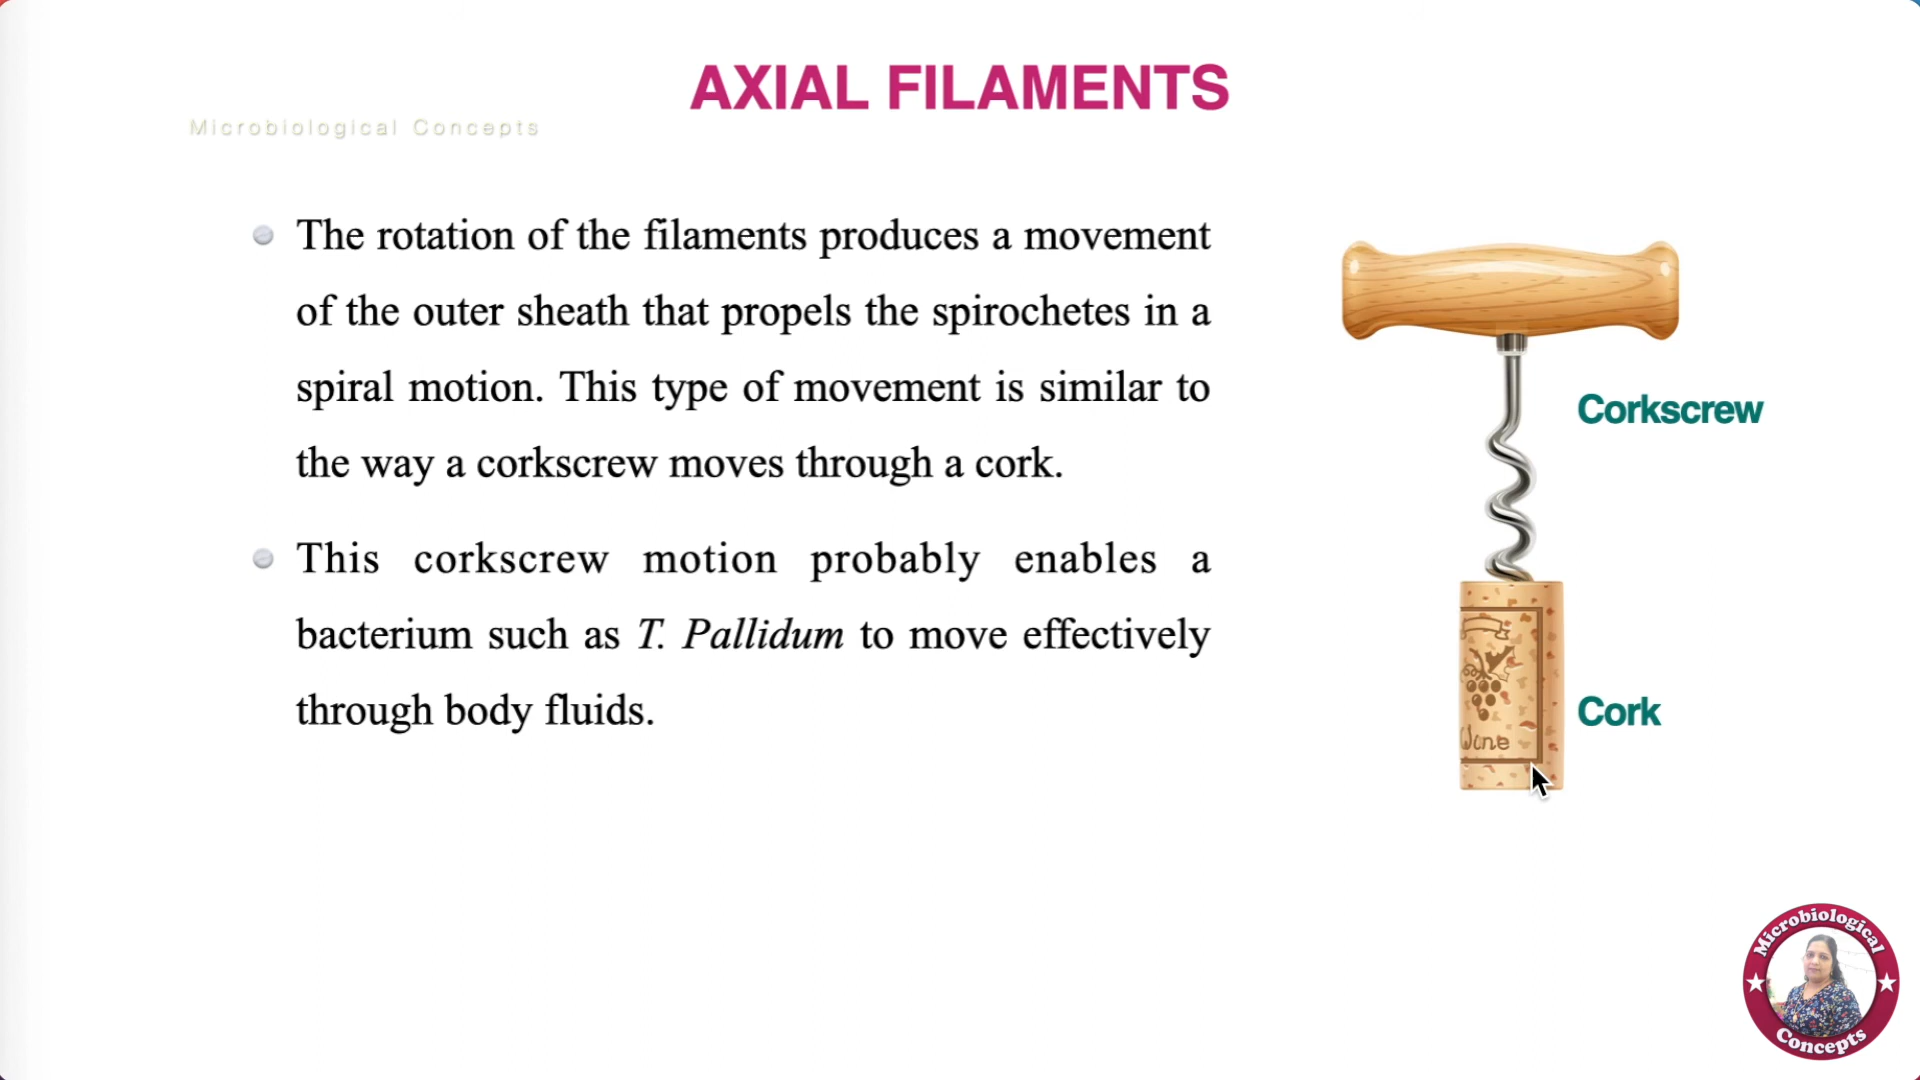 AXIAL FILAMENTS
Microbiological Concepts
The rotation of the filaments produces a movement
of the outer sheath that propels the spirochetes in a
spiral motion. This type of movement is similar to
the way a corkscrew moves through a cork.
This corkscrew motion probably enables a
bacterium such as T. Pallidum to move effectively
through body fluids.
Corkscrew
Cork
Wine
Microbiological
Concepts